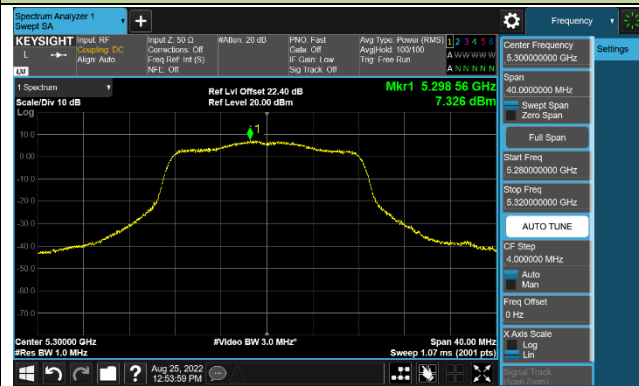 Spectrum Analyzer 1
Swept SA
Frequency
KEYSIGHT
L
LXI
Input: RF
Coupling: DC
Align: Auto
Input Z: 50 Ω
Corrections: Off
Freq Ref: Int (S)
NFE: Off
#Atten: 20 dB
PNO: Fast
Gate: Off
IF Gain: Low
Sig Track: Off
Avg Type: Power (RMS)
Avg|Hold: 100/100
Trig: Free Run
1 2 3 4 5 6
A W W W W W
A N N N N N
1 Spectrum
Scale/Div 10 dB
Log
Ref Lvl Offset 22.40 dB
Ref Level 20.00 dBm
Mkr1 5.298 56 GHz
7.326 dBm
1
10.0
0.00
-10.0
-20.0
-30.0
-40.0
-50.0
-60.0
-70.0
Center 5.30000 GHz
#Res BW 1.0 MHz
#Video BW 3.0 MHz*
Span 40.00 MHz
Sweep 1.07 ms (2001 pts)
Center Frequency
5.300000000 GHz
Settings
Span
40.0000000 MHz
Swept Span
Zero Span
Full Span
Start Freq
5.280000000 GHz
Stop Freq
5.320000000 GHz
AUTO TUNE
CF Step
4.000000 MHz
Auto
Man
Freq Offset
0 Hz
X Axis Scale
Log
Lin
Signal Track
(Span Zoom)
Aug 25, 2022
12:53:59 PM